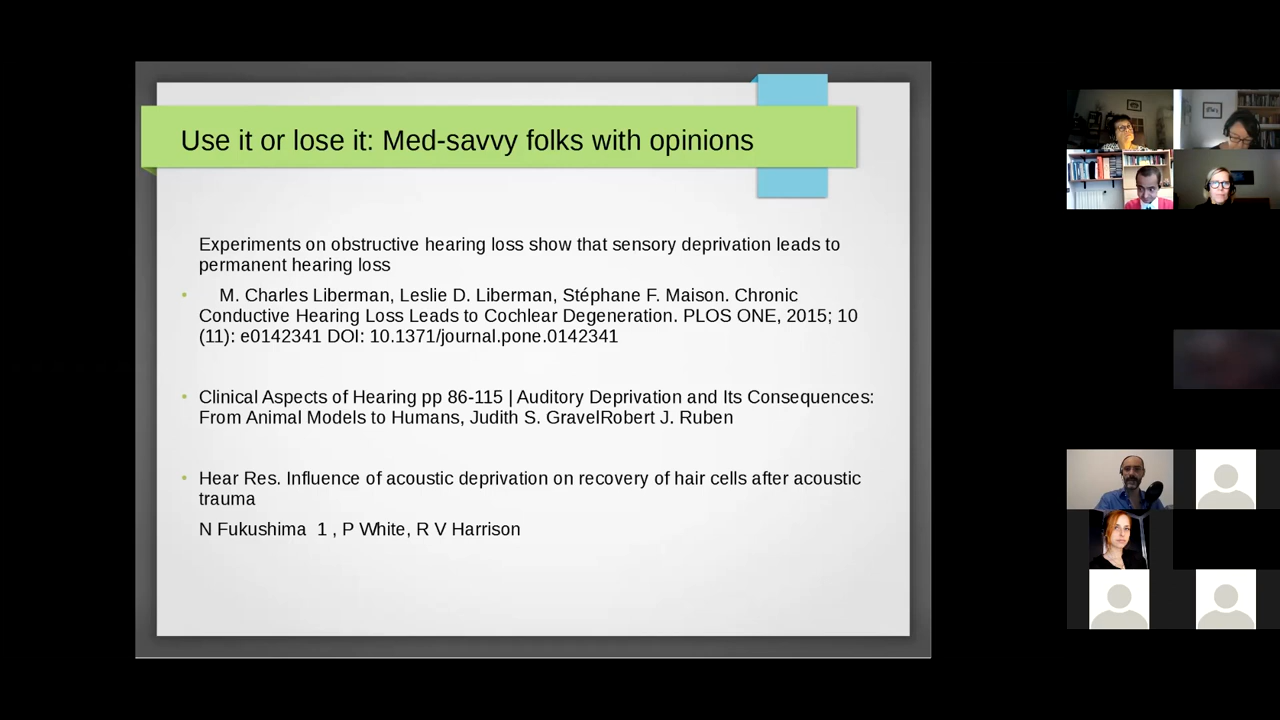 Use it or lose it: Med-savvy folks with opinions
Experiments on obstructive hearing loss show that sensory deprivation leads to
permanent hearing loss
• M. Charles Liberman, Leslie D. Liberman, Stéphane F. Maison. Chronic
Conductive Hearing Loss Leads to Cochlear Degeneration. PLOS ONE, 2015; 10
(11): e0142341 DOI: 10.1371/journal.pone.0142341
• Clinical Aspects of Hearing pp 86-115 | Auditory Deprivation and Its Consequences:
From Animal Models to Humans, Judith S. GravelRobert J. Ruben
• Hear Res. Influence of acoustic deprivation on recovery of hair cells after acoustic
trauma
N Fukushima 1 , P White, R V Harrison